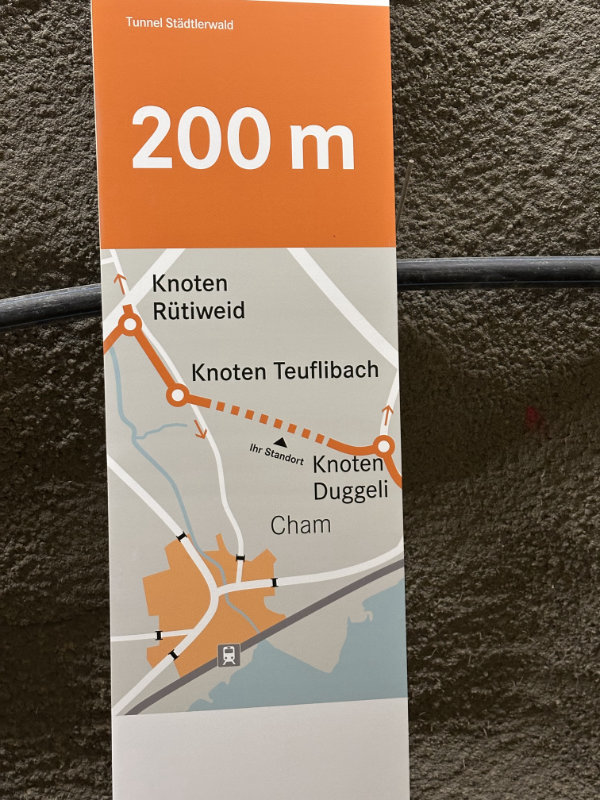 Tunnel Städtlerwald
200 m
Knoten
Rütiweid
Knoten Teuflibach
Ihr Standort
Knoten
Duggeli
Cham